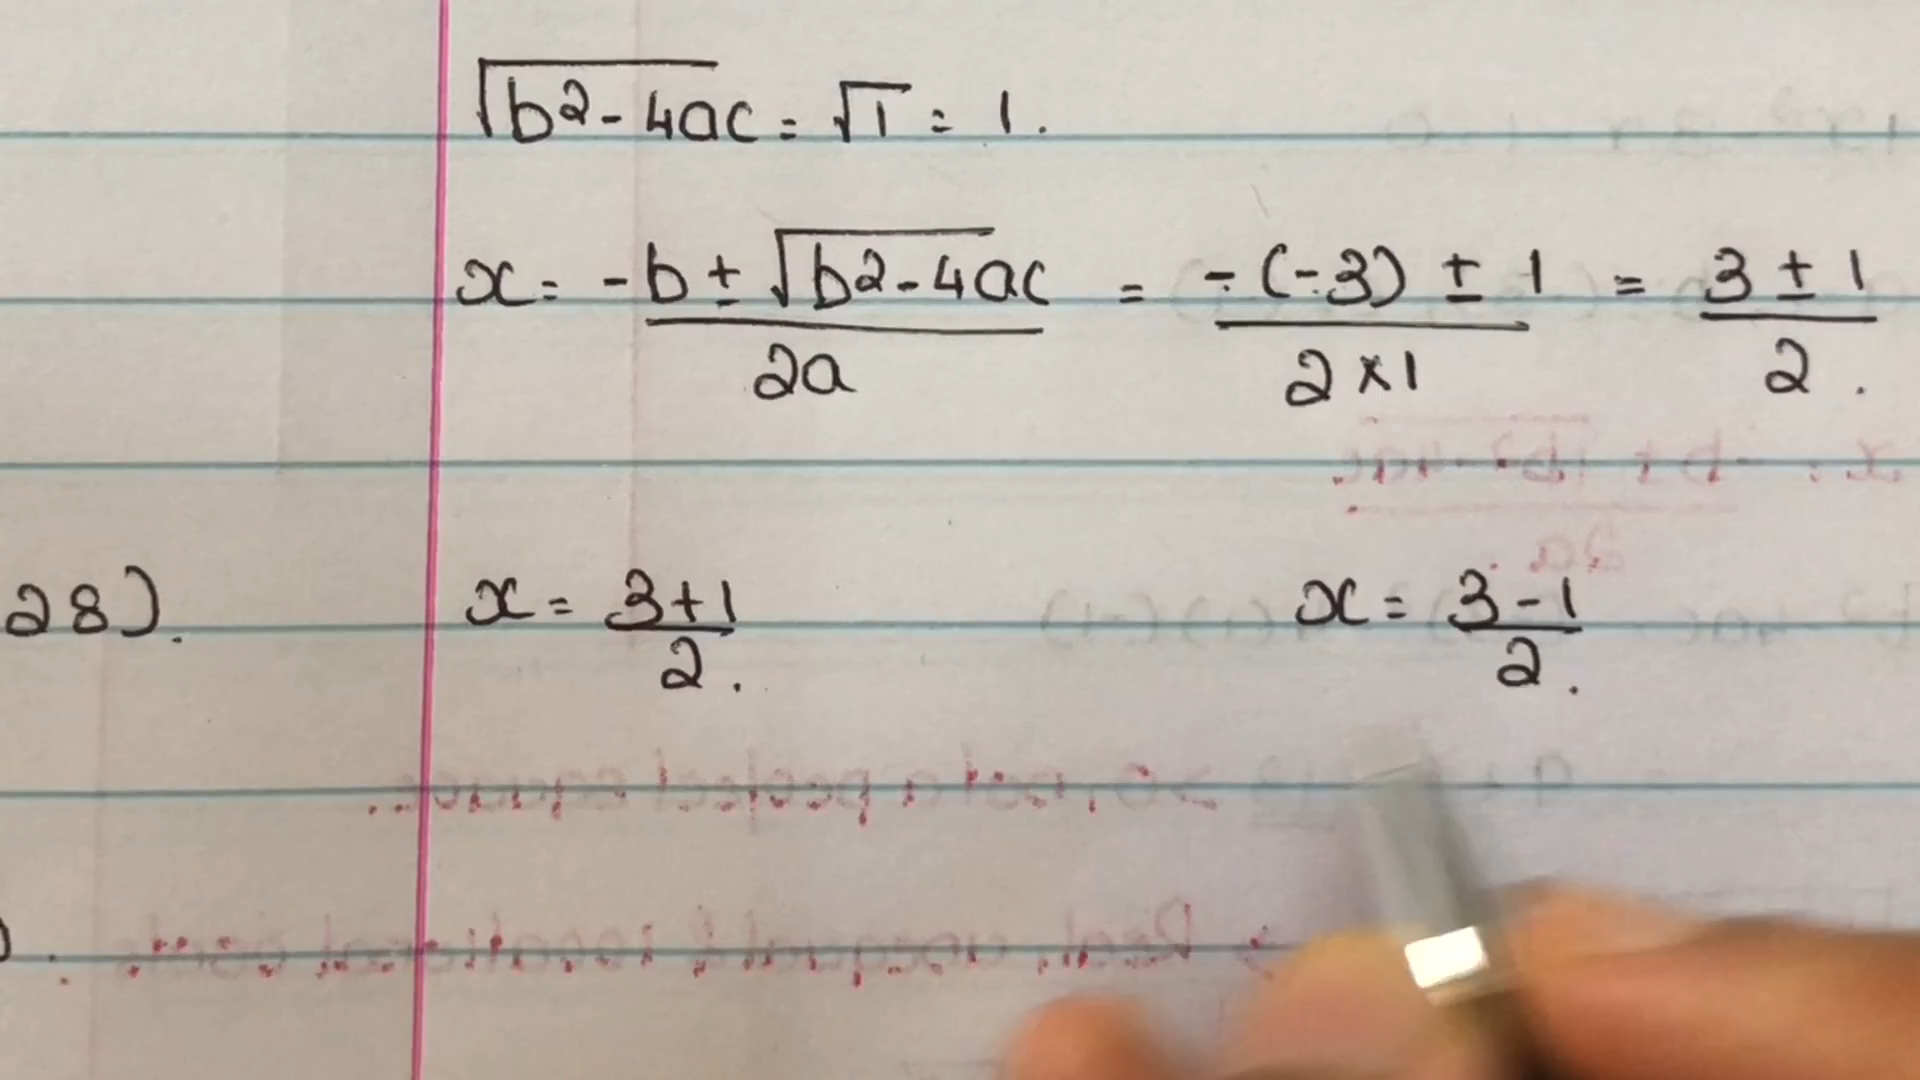 √b2-4ac = √1 = 1.
x = -b ± √b2-4ac / 2a = -(-3) ± 1 / 2×1 = 3 ± 1 / 2.
28). x = 3+1 / 2. x = 3-1 / 2.